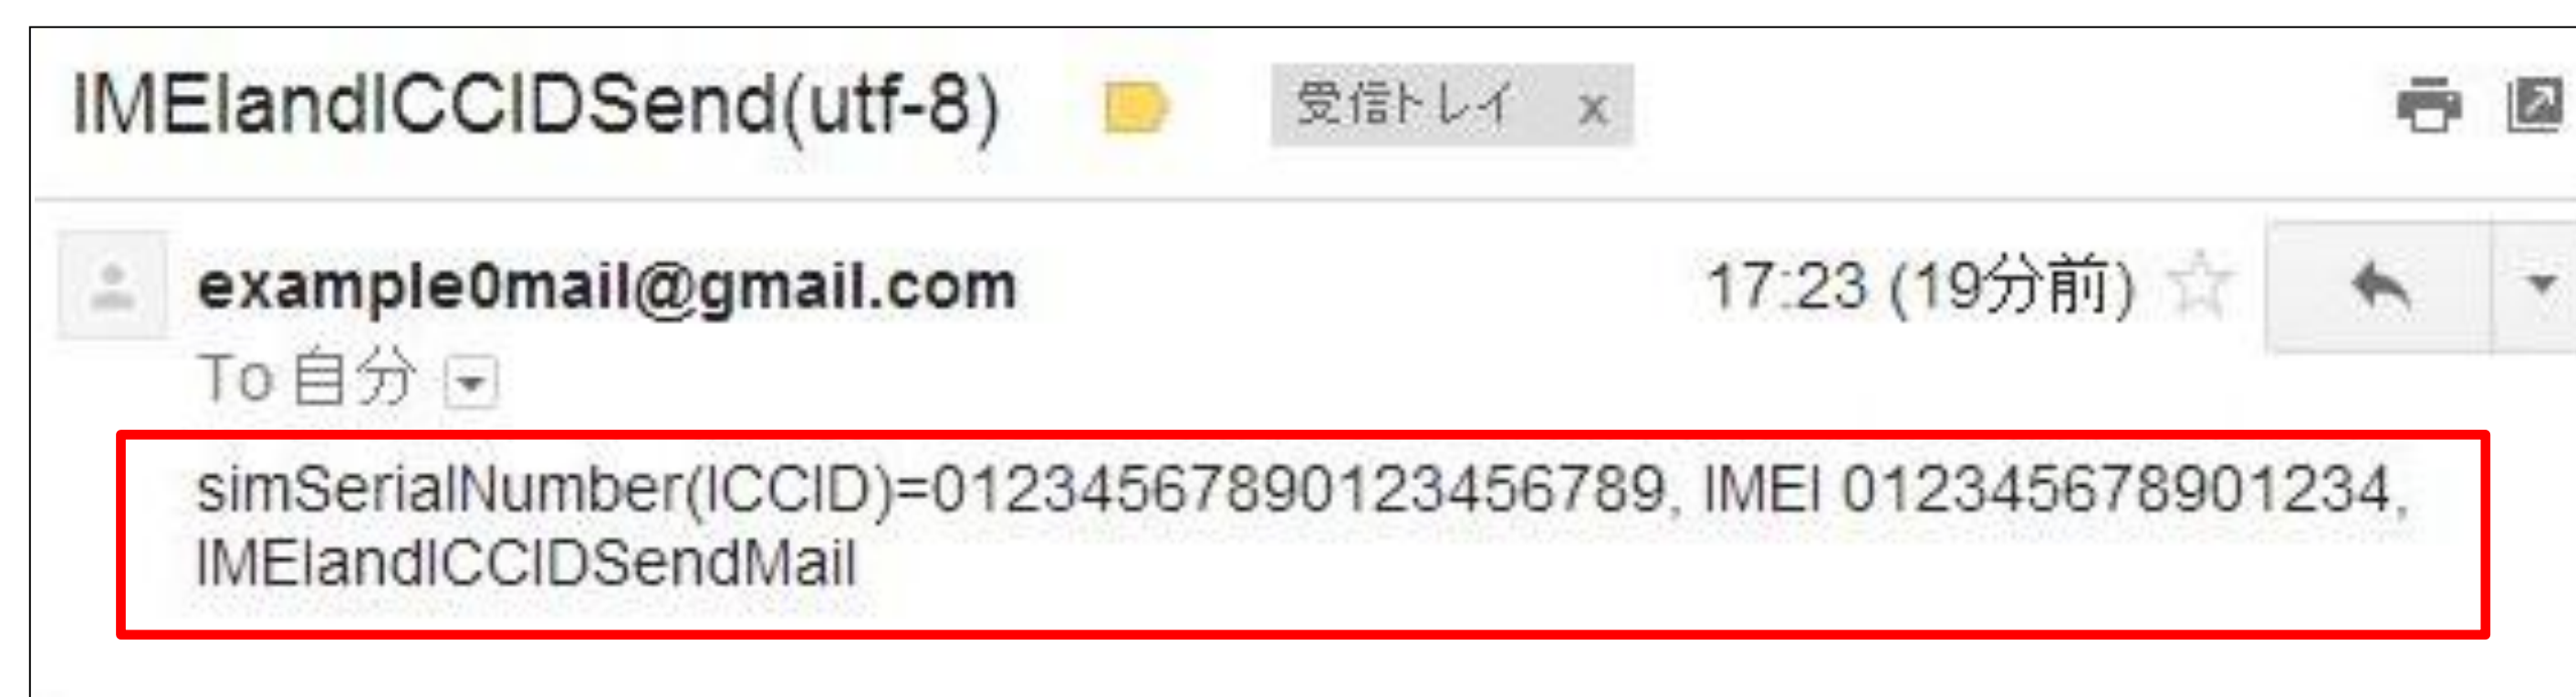 IMEIandICCIDSend(utf-8) 受信トレイ x
example0mail@gmail.com 17:23 (19分前)
To 自分
simSerialNumber(ICCID)=01234567890123456789, IMEI 012345678901234,
IMEIandICCIDSendMail